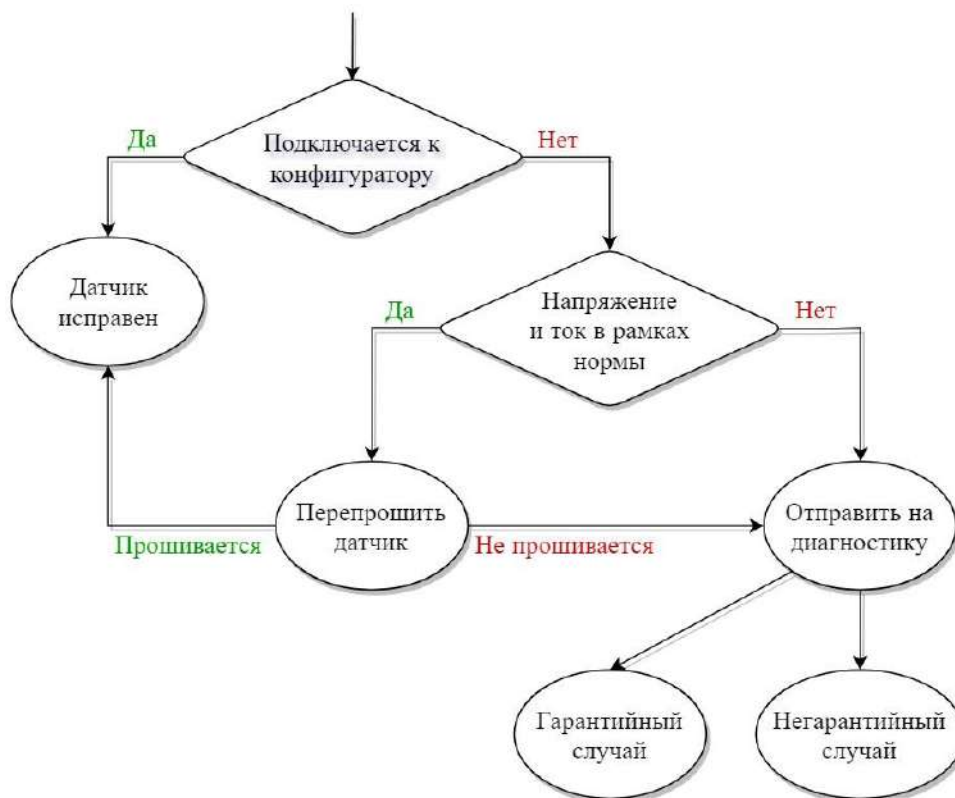 Да
Подключается к
конфигуратору
Нет
Датчик
исправен
Да
Напряжение
и ток в рамках
нормы
Нет
Прошивается
Перепрошить
датчик
Не прошивается
Отправить на
диагностику
Гарантийный
случай
Негарантийный
случай